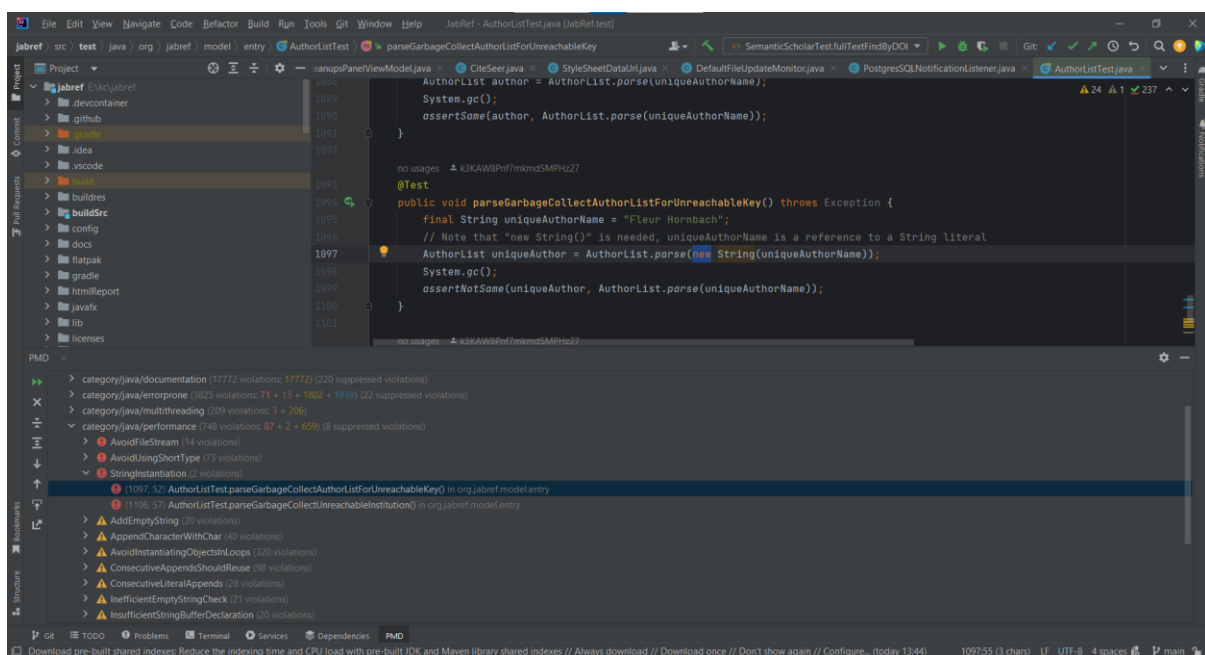 File Edit View Navigate Code Refactor Build Run Tools Git Window Help JabRef - AuthorListTest.java [JabRef.test]
jabref src test java org jabref model entry AuthorListTest parseGarbageCollectAuthorListForUnreachableKey SemanticScholarTest.fullTextFindByDOI Git:
Project anupsPanelViewModel.java CiteSeer.java StyleSheetDataUrl.java DefaultFileUpdateMonitor.java PostgresSQLNotificationListener.java AuthorListTest.java
jabref E:\kc\jabref
.devcontainer
.github
.gradle
.idea
.vscode
build
buildres
buildSrc
config
docs
flatpak
gradle
htmlReport
javafx
lib
licenses
24 1 237
1088 AuthorList author = AuthorList.parse(uniqueAuthorName);
1089 System.gc();
1090 assertSame(author, AuthorList.parse(uniqueAuthorName));
1091 }
1092
no usages k3KAW8Pnf7mkmdSMPHz27
1093 @Test
1094 public void parseGarbageCollectAuthorListForUnreachableKey() throws Exception {
1095 final String uniqueAuthorName = "Fleur Hornbach";
1096 // Note that "new String()" is needed, uniqueAuthorName is a reference to a String literal
1097 AuthorList uniqueAuthor = AuthorList.parse(new String(uniqueAuthorName));
1098 System.gc();
1099 assertNotSame(uniqueAuthor, AuthorList.parse(uniqueAuthorName));
1100 }
1101
no usages k3KAW8Pnf7mkmdSMPHz27
Project
Commit
Pull Requests
Bookmarks
Structure
Gradle
Notifications
PMD
category/java/documentation (17772 violations: 17772) (220 suppressed violations)
category/java/errorprone (3825 violations: 71 + 13 + 1802 + 1939) (22 suppressed violations)
category/java/multithreading (209 violations: 3 + 206)
category/java/performance (748 violations: 87 + 2 + 659) (8 suppressed violations)
AvoidFileStream (14 violations)
AvoidUsingShortType (73 violations)
StringInstantiation (2 violations)
(1097, 52) AuthorListTest.parseGarbageCollectAuthorListForUnreachableKey() in org.jabref.model.entry
(1106, 57) AuthorListTest.parseGarbageCollectUnreachableInstitution() in org.jabref.model.entry
AddEmptyString (20 violations)
AppendCharacterWithChar (40 violations)
AvoidInstantiatingObjectsInLoops (320 violations)
ConsecutiveAppendsShouldReuse (98 violations)
ConsecutiveLiteralAppends (28 violations)
InefficientEmptyStringCheck (21 violations)
InsufficientStringBufferDeclaration (20 violations)
Git TODO Problems Terminal Services Dependencies PMD
Download pre-built shared indexes: Reduce the indexing time and CPU load with pre-built JDK and Maven library shared indexes // Always download // Download once // Don't show again // Configure... (today 13:44) 1097:55 (3 chars) LF UTF-8 4 spaces main